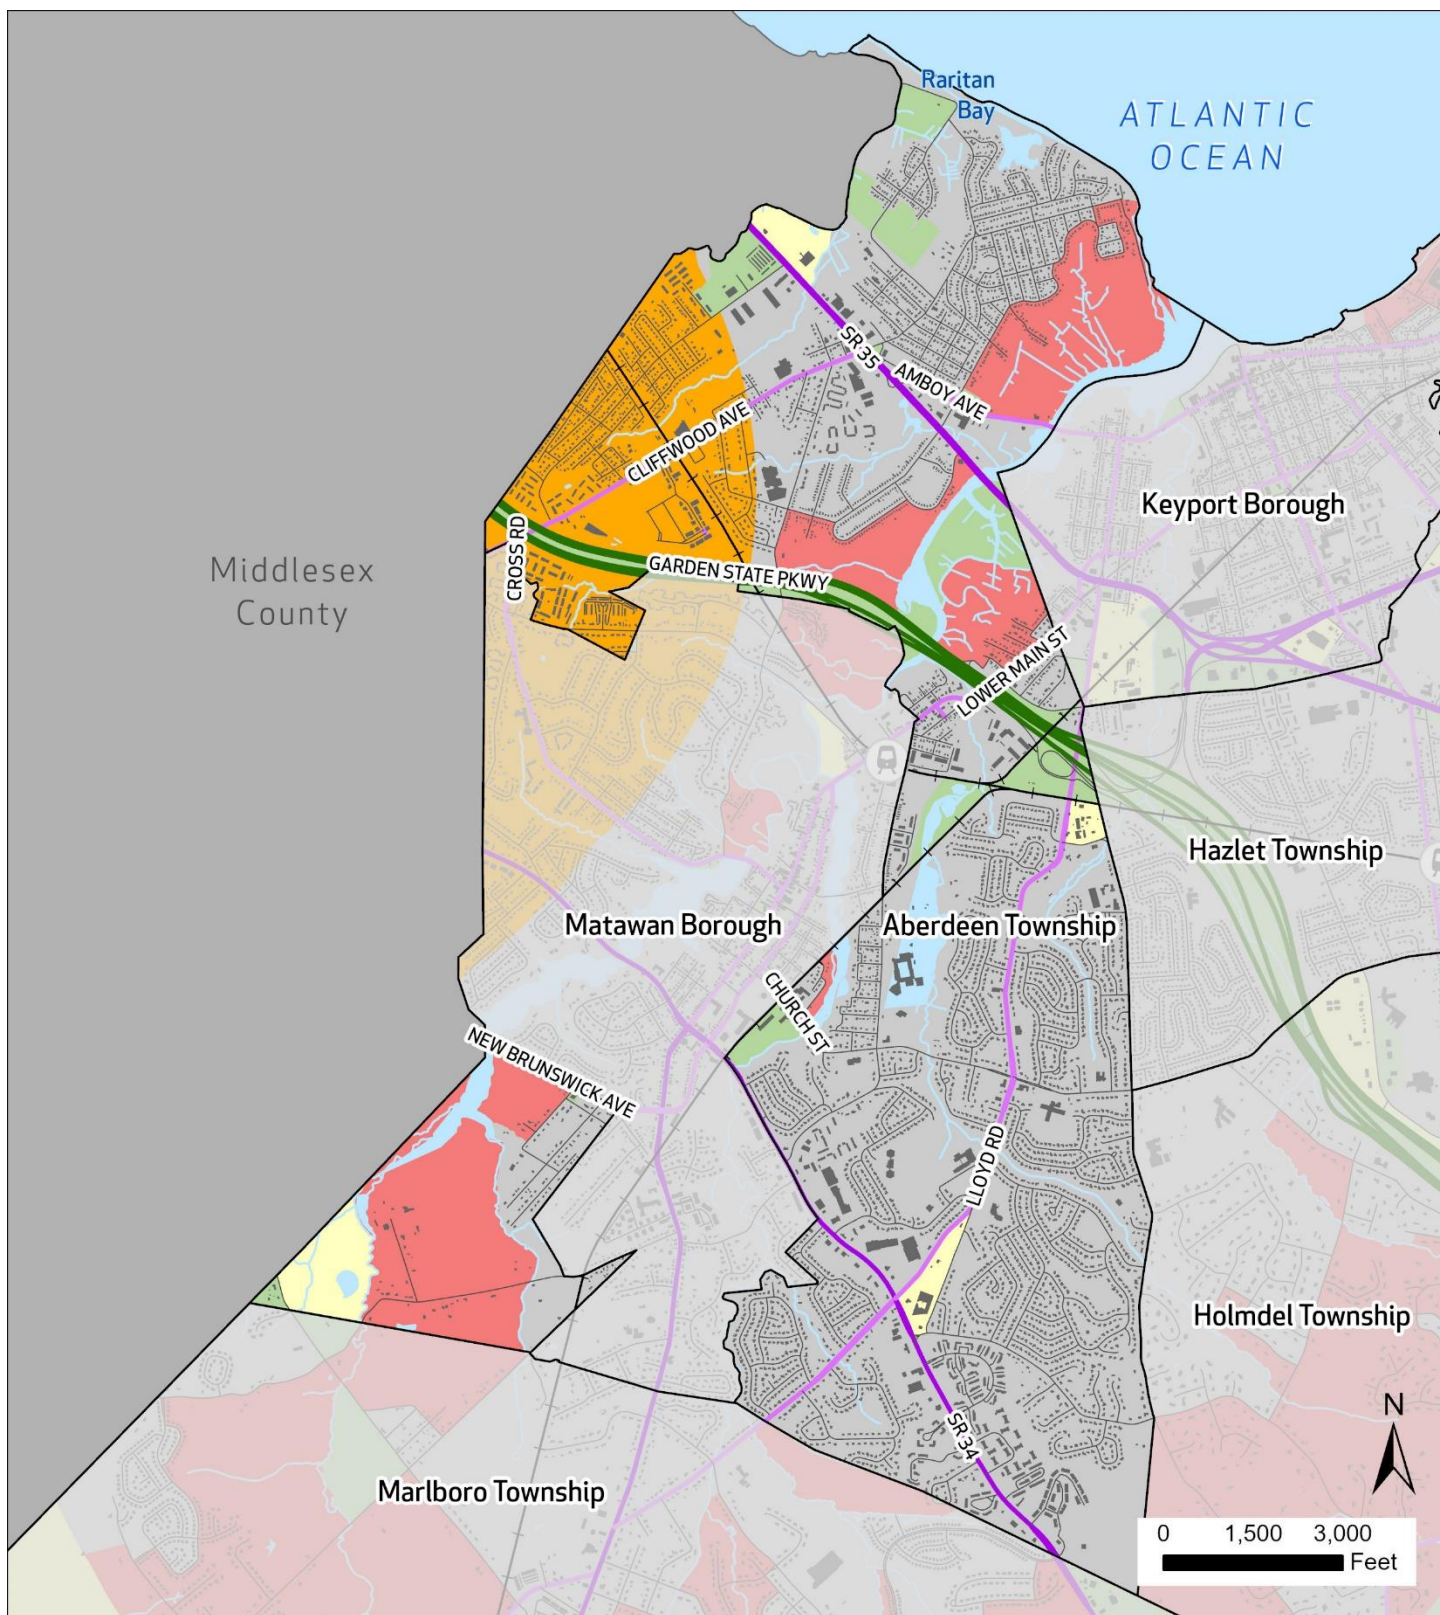 Raritan
Bay
ATLANTIC
OCEAN
SR 35
AMBOY AVE
CLIFFWOOD AVE
Keyport Borough
CROSS RD
GARDEN STATE PKWY
Middlesex
County
LOWER MAIN ST
Hazlet Township
Matawan Borough
Aberdeen Township
CHURCH ST
NEW BRUNSWICK AVE
LLOYD RD
Holmdel Township
N
SR 34
Marlboro Township
0 1,500 3,000
Feet